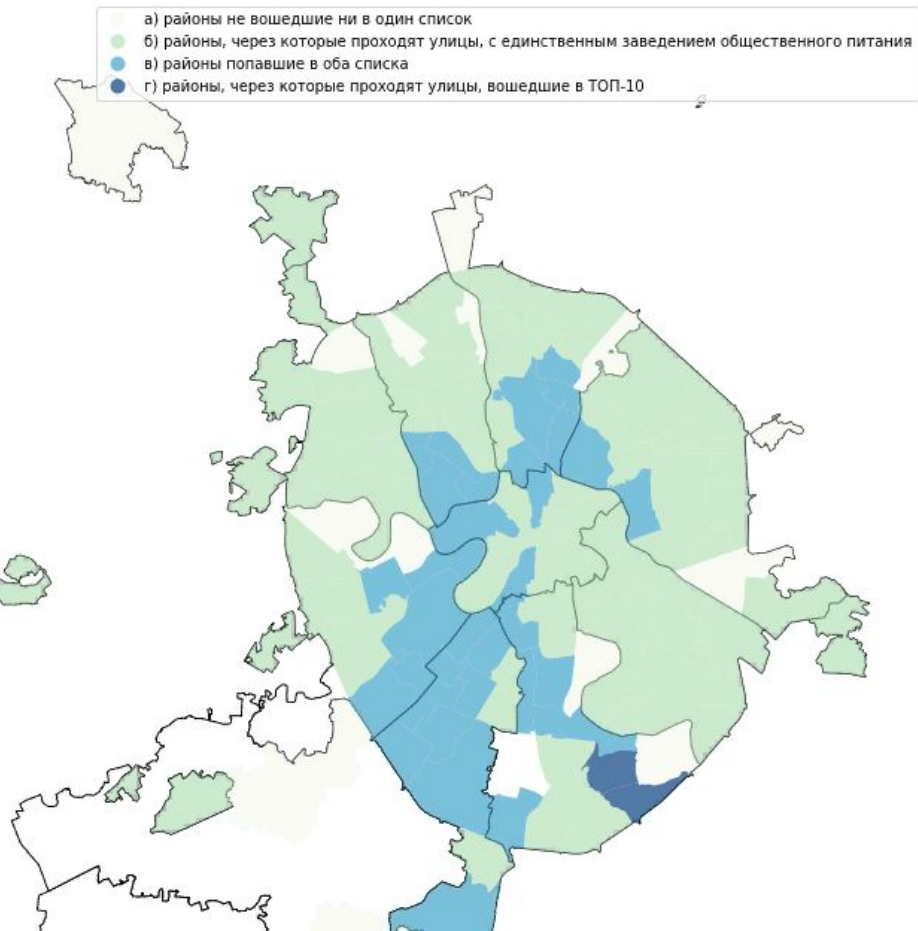 а) районы не вошедшие ни в один список
б) районы, через которые проходят улицы, с единственным заведением общественного питания
в) районы попавшие в оба списка
г) районы, через которые проходят улицы, вошедшие в ТОП-10